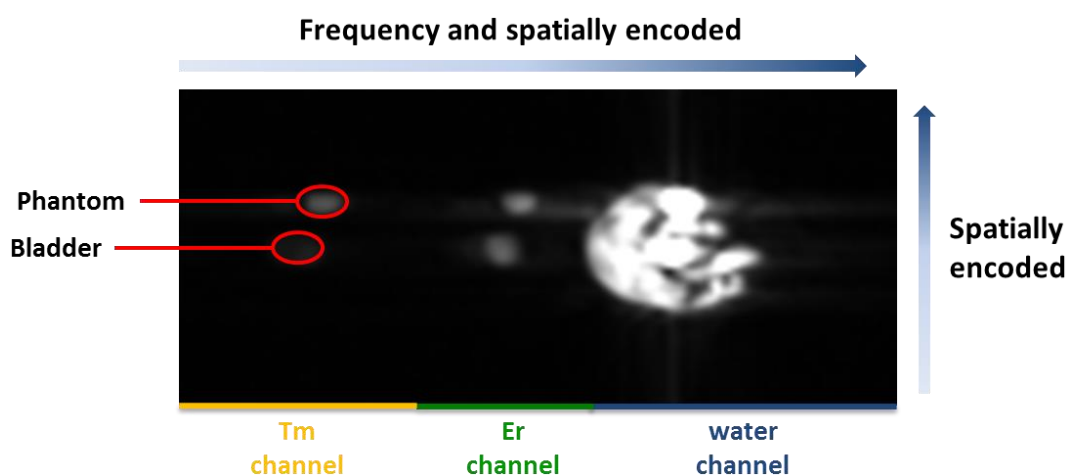 Frequency and spatially encoded
Phantom
Bladder
Spatially
encoded
Tm
channel
Er
channel
water
channel